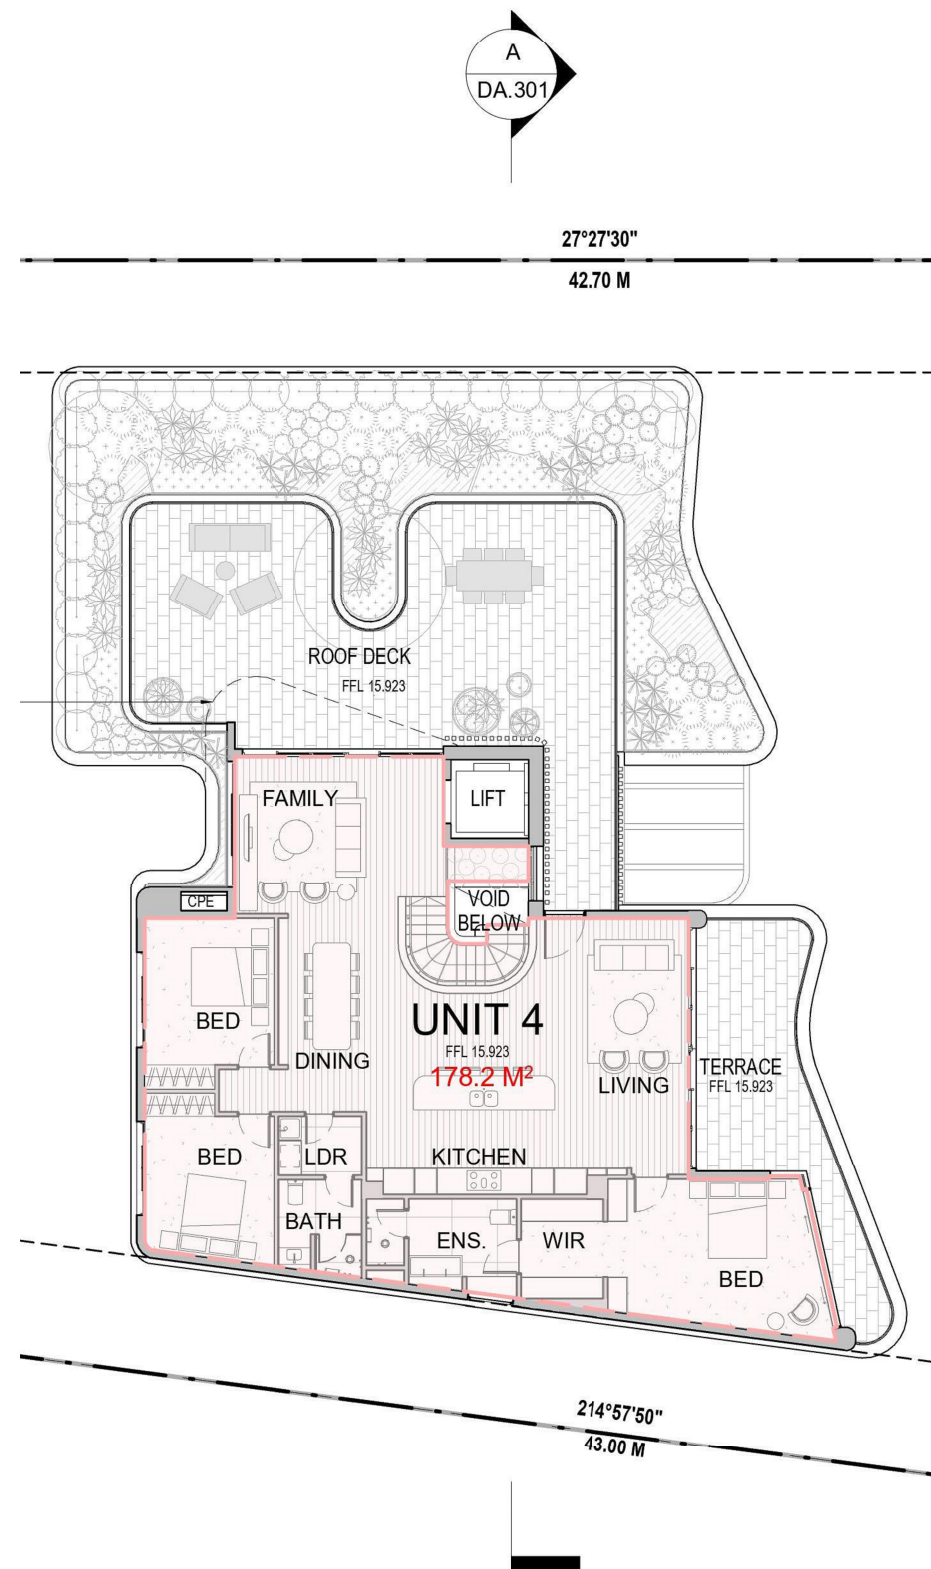 A
DA.301
27°27'30"
42.70 M
ROOF DECK
FFL 15.923
FAMILY
LIFT
CPE
VOID
BELOW
BED
UNIT 4
FFL 15.923
178.2 M²
DINING
LIVING
TERRACE
FFL 15.923
BED
LDR
KITCHEN
BATH
ENS.
WIR
BED
214°57'50"
43.00 M